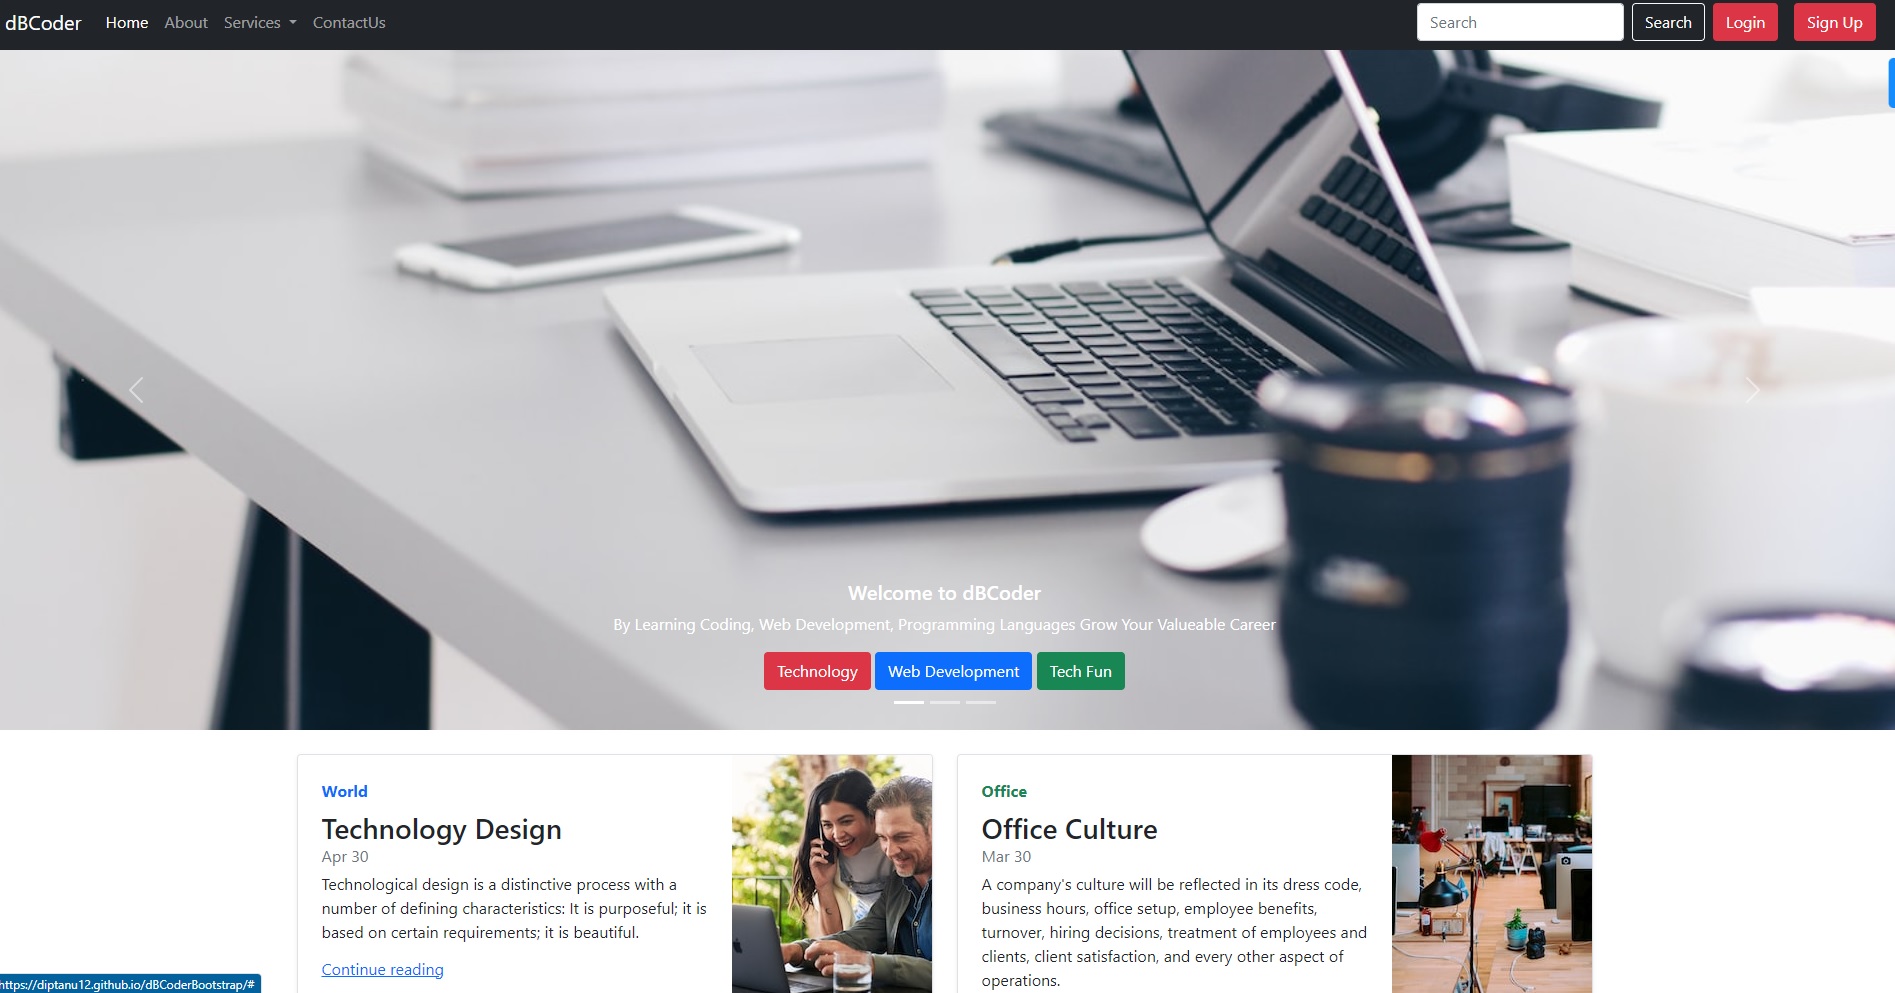 dBCoder Home About Services ContactUs Search Search Login Sign Up
Welcome to dBCoder
By Learning Coding, Web Development, Programming Languages Grow Your Valueable Career
Technology Web Development Tech Fun
World
Technology Design
Apr 30
Technological design is a distinctive process with a
number of defining characteristics: It is purposeful; it is
based on certain requirements; it is beautiful.
Continue reading
Office
Office Culture
Mar 30
A company's culture will be reflected in its dress code,
business hours, office setup, employee benefits,
turnover, hiring decisions, treatment of employees and
clients, client satisfaction, and every other aspect of
operations.
https://diptanu12.github.io/dBCoderBootstrap/#